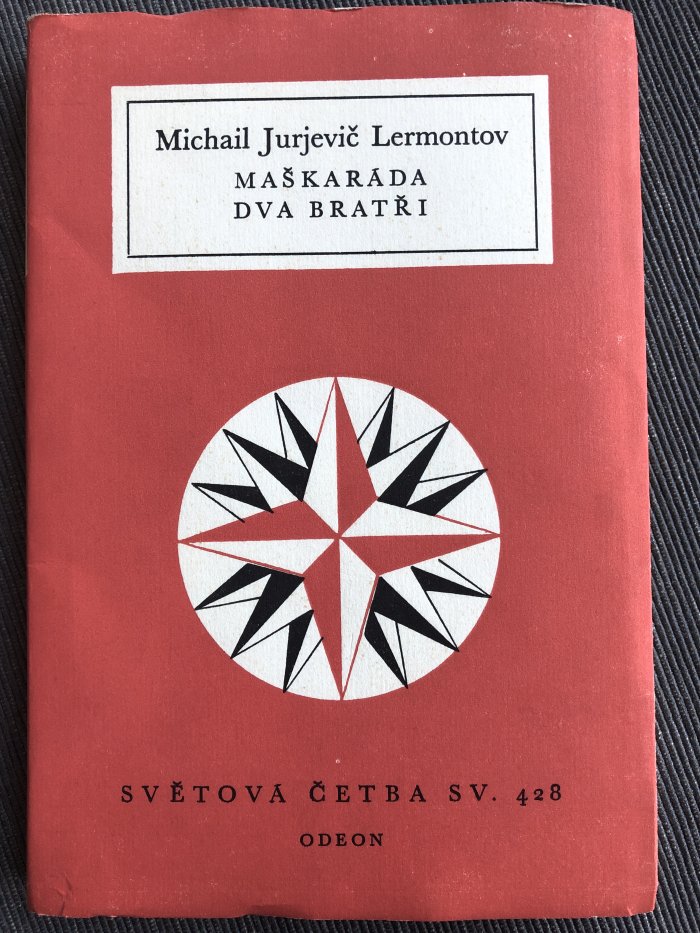 Michail Jurjevič Lermontov
MAŠKARÁDA
DVA BRATŘI
SVĚTOVÁ ČETBA SV. 428
ODEON